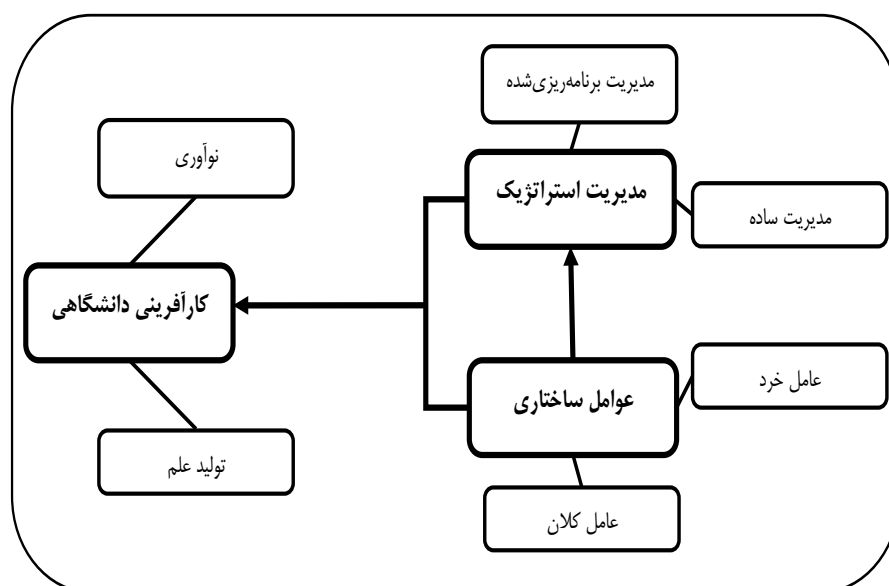 مدیریت برنامه‌ریزی‌شده
نوآوری
مدیریت استراتژیک
مدیریت ساده
کارآفرینی دانشگاهی
عامل خرد
عوامل ساختاری
تولید علم
عامل کلان